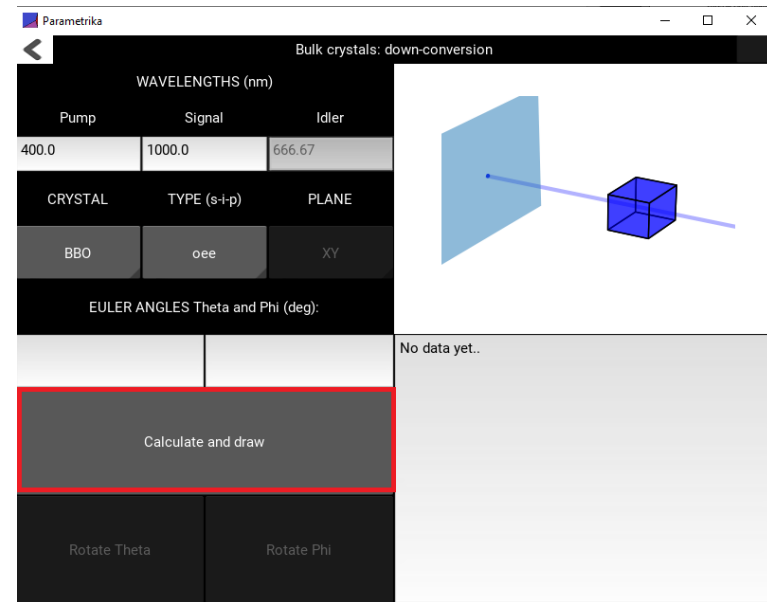 Parametrika
Bulk crystals: down-conversion
WAVELENGTHS (nm)
Pump Signal Idler
400.0 1000.0 666.67
CRYSTAL TYPE (s-i-p) PLANE
BBO oee XY
EULER ANGLES Theta and Phi (deg):
No data yet..
Calculate and draw
Rotate Theta Rotate Phi